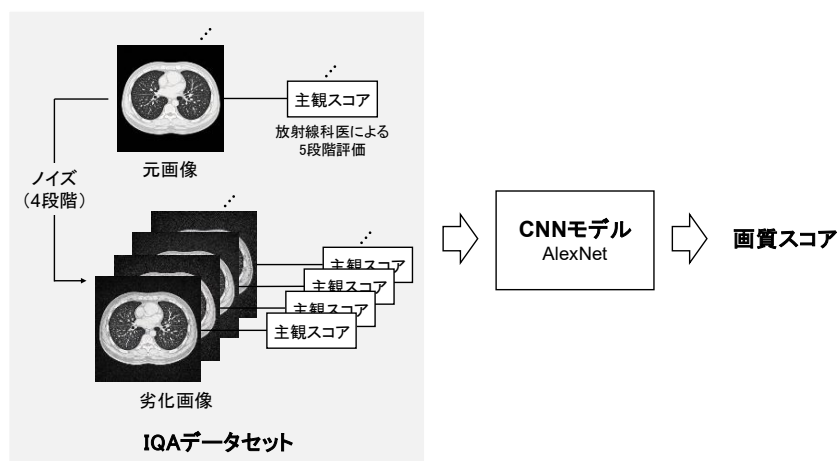 主観スコア
放射線科医による
5段階評価
元画像
ノイズ
（4段階）
主観スコア
主観スコア
主観スコア
主観スコア
劣化画像
IQAデータセット
CNNモデル
AlexNet
画質スコア